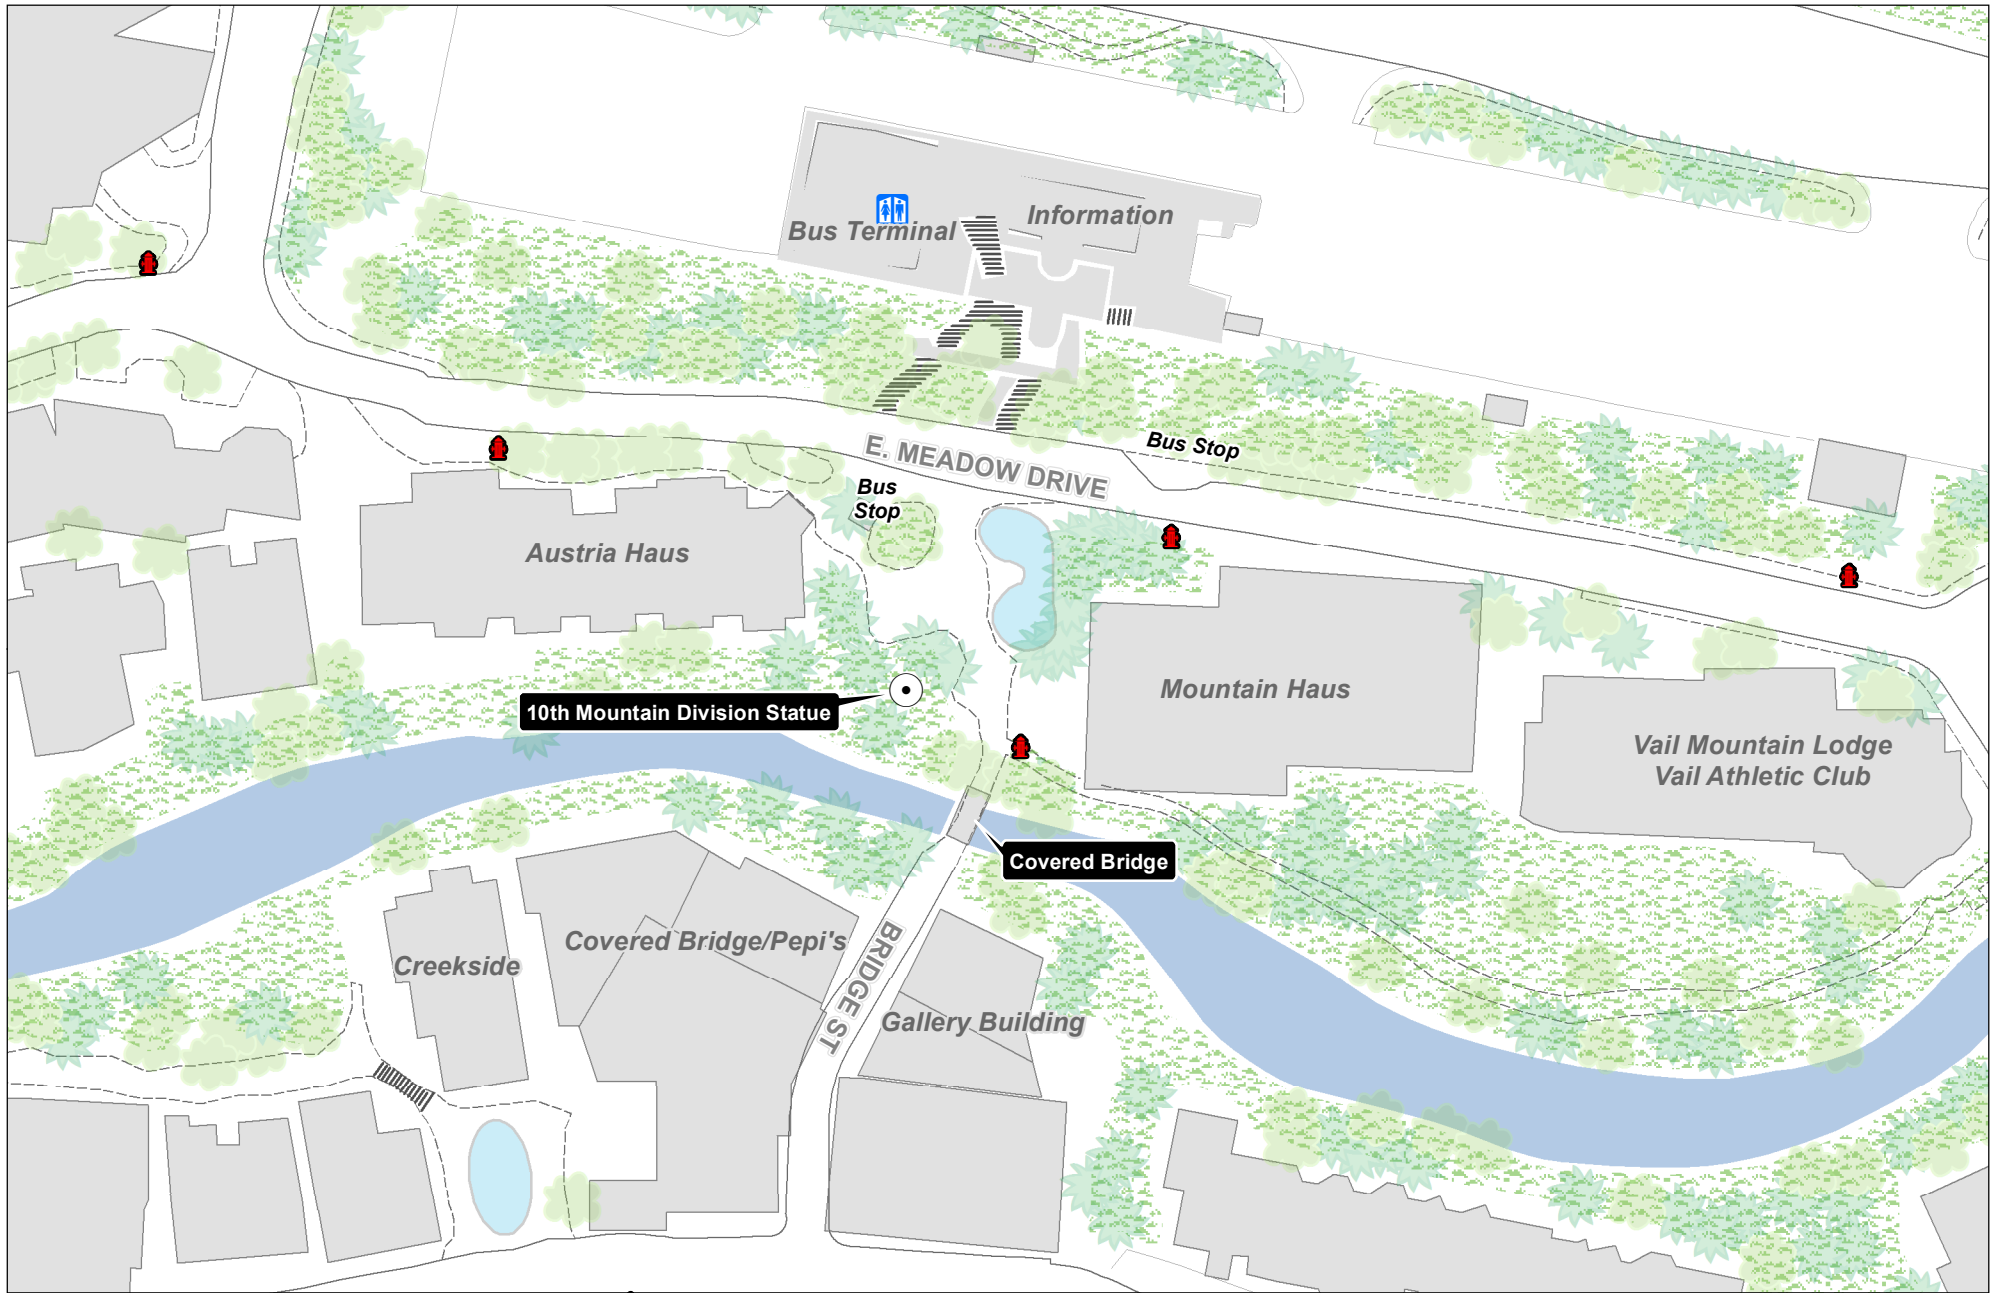 Information
Bus Terminal
Bus Stop
E. MEADOW DRIVE
Bus
Stop
Austria Haus
Mountain Haus
10th Mountain Division Statue
Vail Mountain Lodge
Vail Athletic Club
Covered Bridge
Covered Bridge/Pepi's
BRIDGE ST
Creekside
Gallery Building